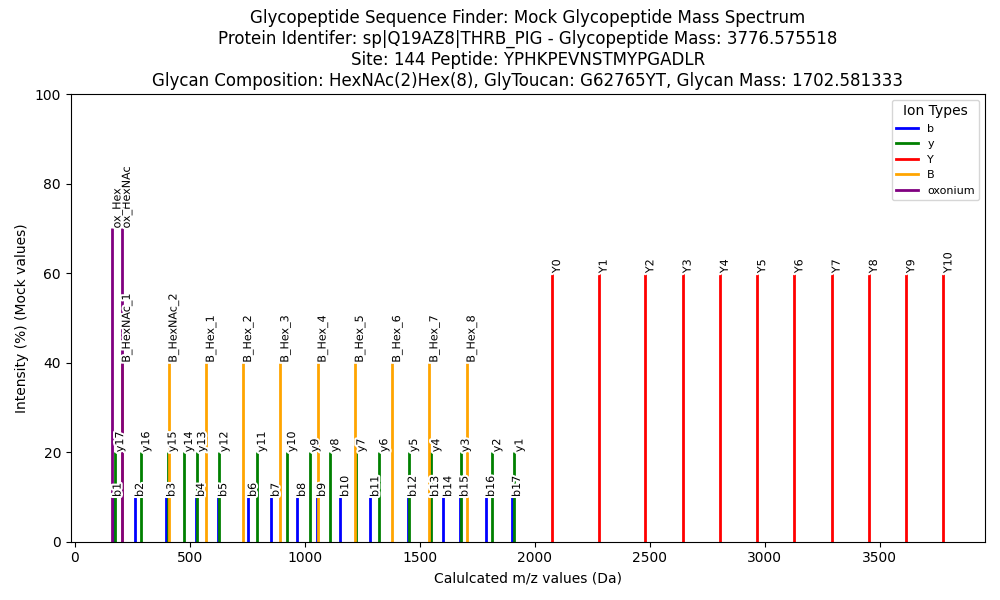 Glycopeptide Sequence Finder: Mock Glycopeptide Mass Spectrum
Protein Identifer: sp|Q19AZ8|THRB_PIG - Glycopeptide Mass: 3776.575518
Site: 144 Peptide: YPHKPEVNSTMYPGADLR
Glycan Composition: HexNAc(2)Hex(8), GlyToucan: G62765YT, Glycan Mass: 1702.581333
Intensity (%) (Mock values)
100
80
60
40
20
0
Ion Types
b
y
Y
B
oxonium
ox_Hex
ox_HexNAc
Y0
Y1
Y2
Y3
Y4
Y5
Y6
Y7
Y8
Y9
Y10
B_HexNAc_1
B_HexNAc_2
B_Hex_1
B_Hex_2
B_Hex_3
B_Hex_4
B_Hex_5
B_Hex_6
B_Hex_7
B_Hex_8
y17
y16
y15
y14
y13
y12
y11
y10
y9
y8
y7
y6
y5
y4
y3
y2
y1
b1
b2
b3
b4
b5
b6
b7
b8
b9
b10
b11
b12
b13
b14
b15
b16
b17
0
500
1000
1500
2000
2500
3000
3500
Calulcated m/z values (Da)